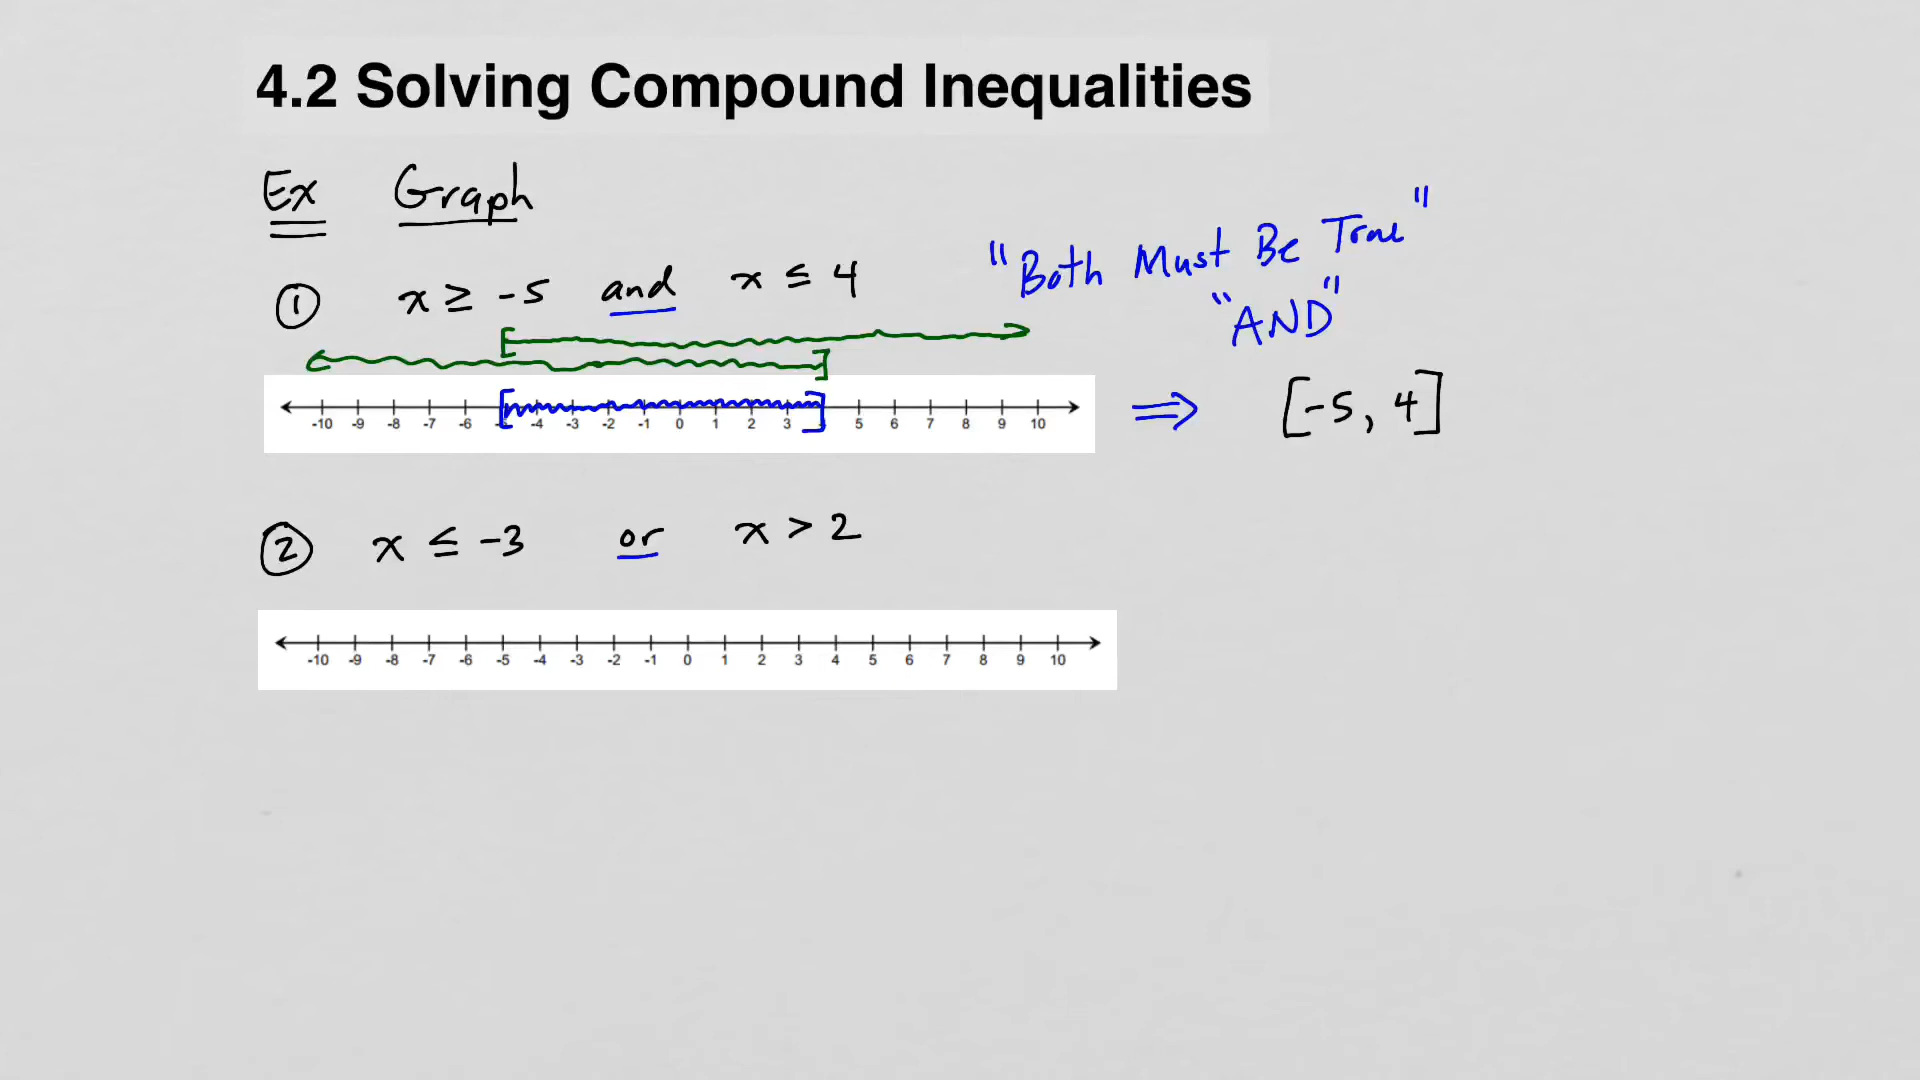 4.2 Solving Compound Inequalities
Ex Graph
① x ≥ -5 and x ≤ 4
"Both Must Be True"
"AND"
-10 -9 -8 -7 -6 -4 -3 -2 -1 0 1 2 3 5 6 7 8 9 10
⇒ [-5, 4]
② x ≤ -3 or x > 2
-10 -9 -8 -7 -6 -5 -4 -3 -2 -1 0 1 2 3 4 5 6 7 8 9 10